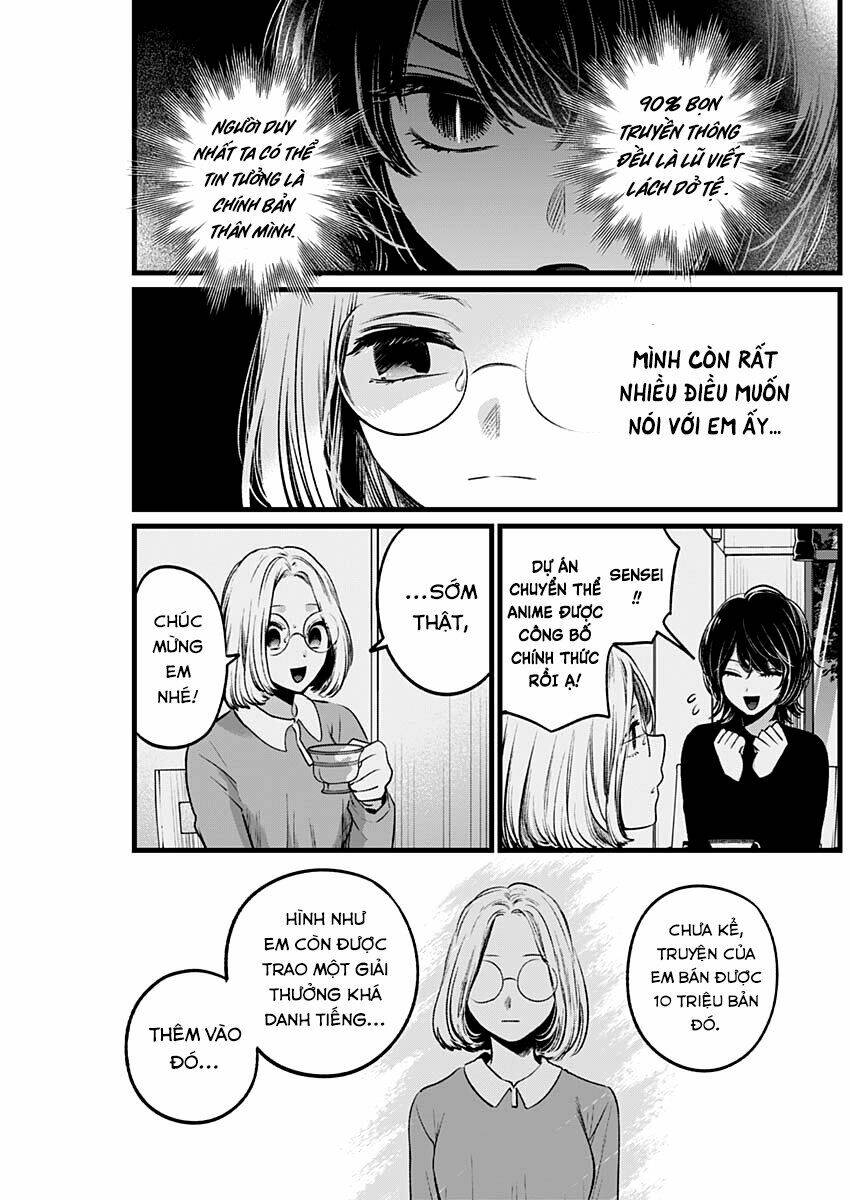 90% BỌN
TRUYỀN THÔNG
ĐỀU LÀ LŨ VIẾT
LÁCH DỞ TỆ.
NGƯỜI DUY
NHẤT TA CÓ THỂ
TIN TƯỞNG LÀ
CHÍNH BẢN
THÂN MÌNH.
MÌNH CÒN RẤT
NHIỀU ĐIỀU MUỐN
NÓI VỚI EM ẤY...
SENSEI
!!
DỰ ÁN
CHUYỂN THỂ
ANIME ĐƯỢC
CÔNG BỐ
CHÍNH THỨC
RỒI Ạ!
...SỚM
THẬT,
CHÚC
MỪNG
EM
NHÉ!
CHƯA KỂ,
TRUYỆN CỦA
EM BÁN ĐƯỢC
10 TRIỆU BẢN
ĐÓ.
HÌNH NHƯ
EM CÒN ĐƯỢC
TRAO MỘT GIẢI
THƯỞNG KHÁ
DANH TIẾNG...
THÊM VÀO
ĐÓ...